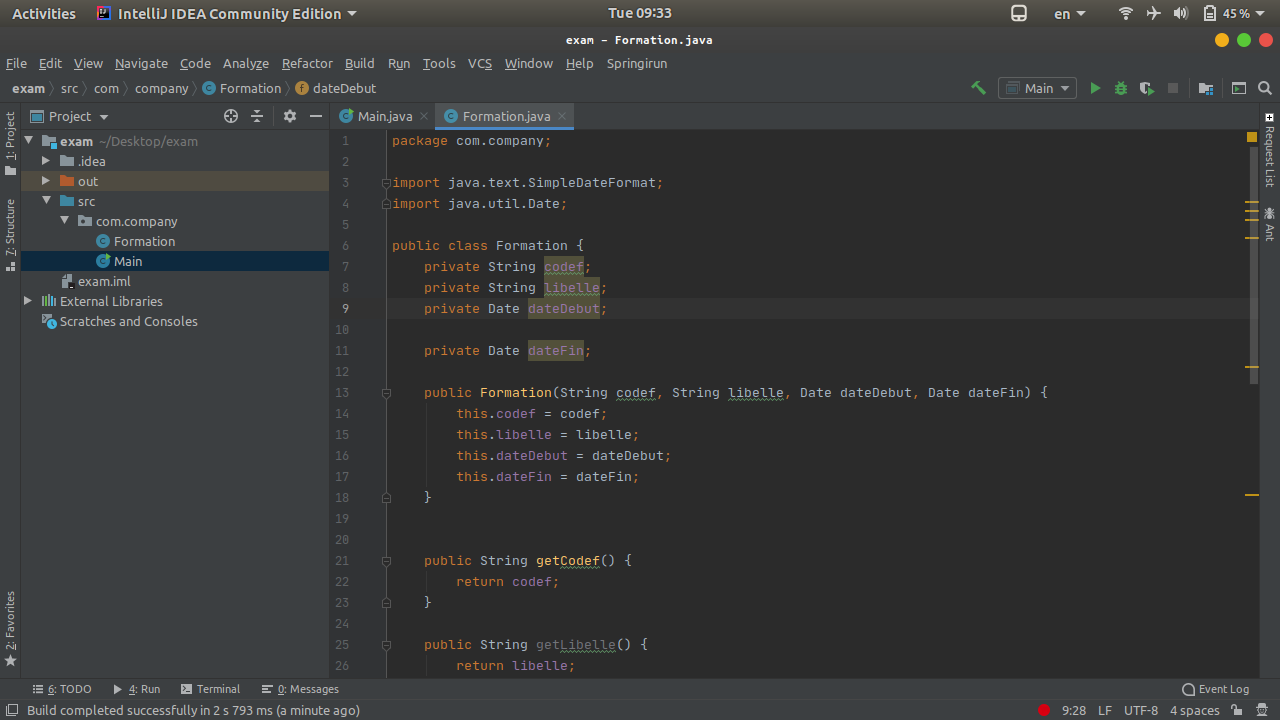 Activities IntelliJ IDEA Community Edition Tue 09:33 en 45 %
exam – Formation.java
File Edit View Navigate Code Analyze Refactor Build Run Tools VCS Window Help Springirun
exam src com company Formation dateDebut Main
1: Project
7: Structure
2: Favorites
Project
exam ~/Desktop/exam
.idea
out
src
com.company
Formation
Main
exam.iml
External Libraries
Scratches and Consoles
Main.java Formation.java
1 package com.company;
2
3 import java.text.SimpleDateFormat;
4 import java.util.Date;
5
6 public class Formation {
7 private String codef;
8 private String libelle;
9 private Date dateDebut;
10
11 private Date dateFin;
12
13 public Formation(String codef, String libelle, Date dateDebut, Date dateFin) {
14 this.codef = codef;
15 this.libelle = libelle;
16 this.dateDebut = dateDebut;
17 this.dateFin = dateFin;
18 }
19
20
21 public String getCodef() {
22 return codef;
23 }
24
25 public String getLibelle() {
26 return libelle;
Request List
Ant
6: TODO 4: Run Terminal 0: Messages Event Log
Build completed successfully in 2 s 793 ms (a minute ago) 9:28 LF UTF-8 4 spaces